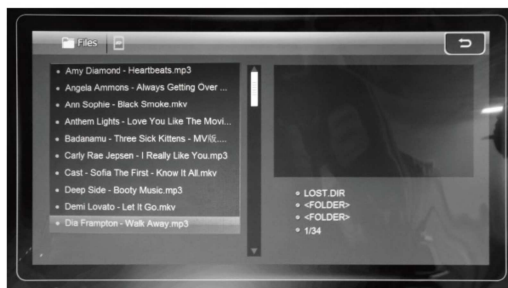 Files
Amy Diamond - Heartbeats.mp3
Angela Ammons - Always Getting Over ...
Ann Sophie - Black Smoke.mkv
Anthem Lights - Love You Like The Movi...
Badanamu - Three Sick Kittens - MV版....
Carly Rae Jepsen - I Really Like You.mp3
Cast - Sofia The First - Know It All.mkv
Deep Side - Booty Music.mp3
Demi Lovato - Let It Go.mkv
Dia Frampton - Walk Away.mp3
LOST.DIR
<FOLDER>
<FOLDER>
1/34